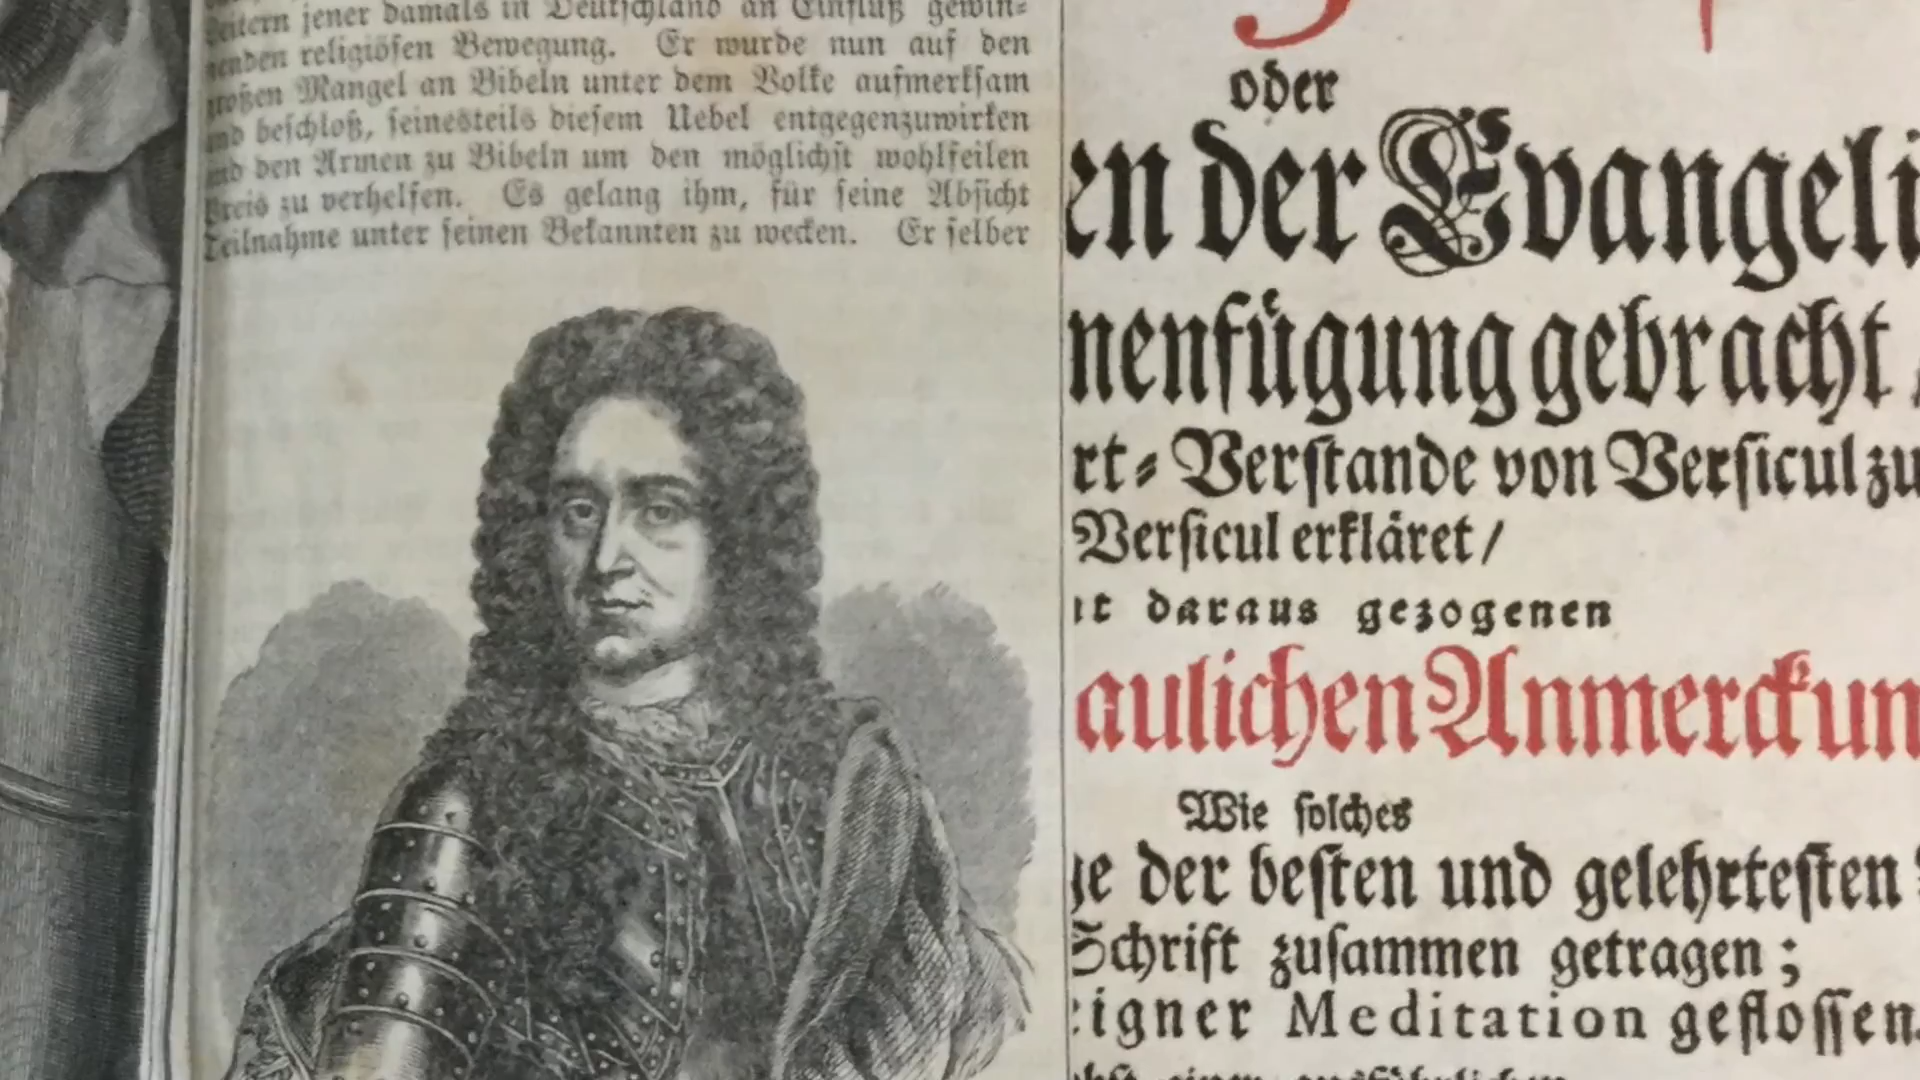 jener damals in Deutschland an Einfluß gewin-
religiösen Bewegung. Er wurde nun auf den
großen Mangel an Bibeln unter dem Volke aufmerksam
und beschloß, seinesteils diesem Uebel entgegenzuwirken
und den Armen zu Bibeln um den möglichst wohlfeilen
Preis zu verhelfen. Es gelang ihm, für seine Absicht
Teilnahme unter seinen Bekannten zu wecken. Er selber
oder
en der Evangeli
nenfügung gebracht /
rt-Verstande von Versicul zu
Versicul erkläret /
it daraus gezogenen
aulichen Anmerckun
Wie solches
ge der besten und gelehrtesten
Schrift zusammen getragen ;
eigner Meditation geflossen.